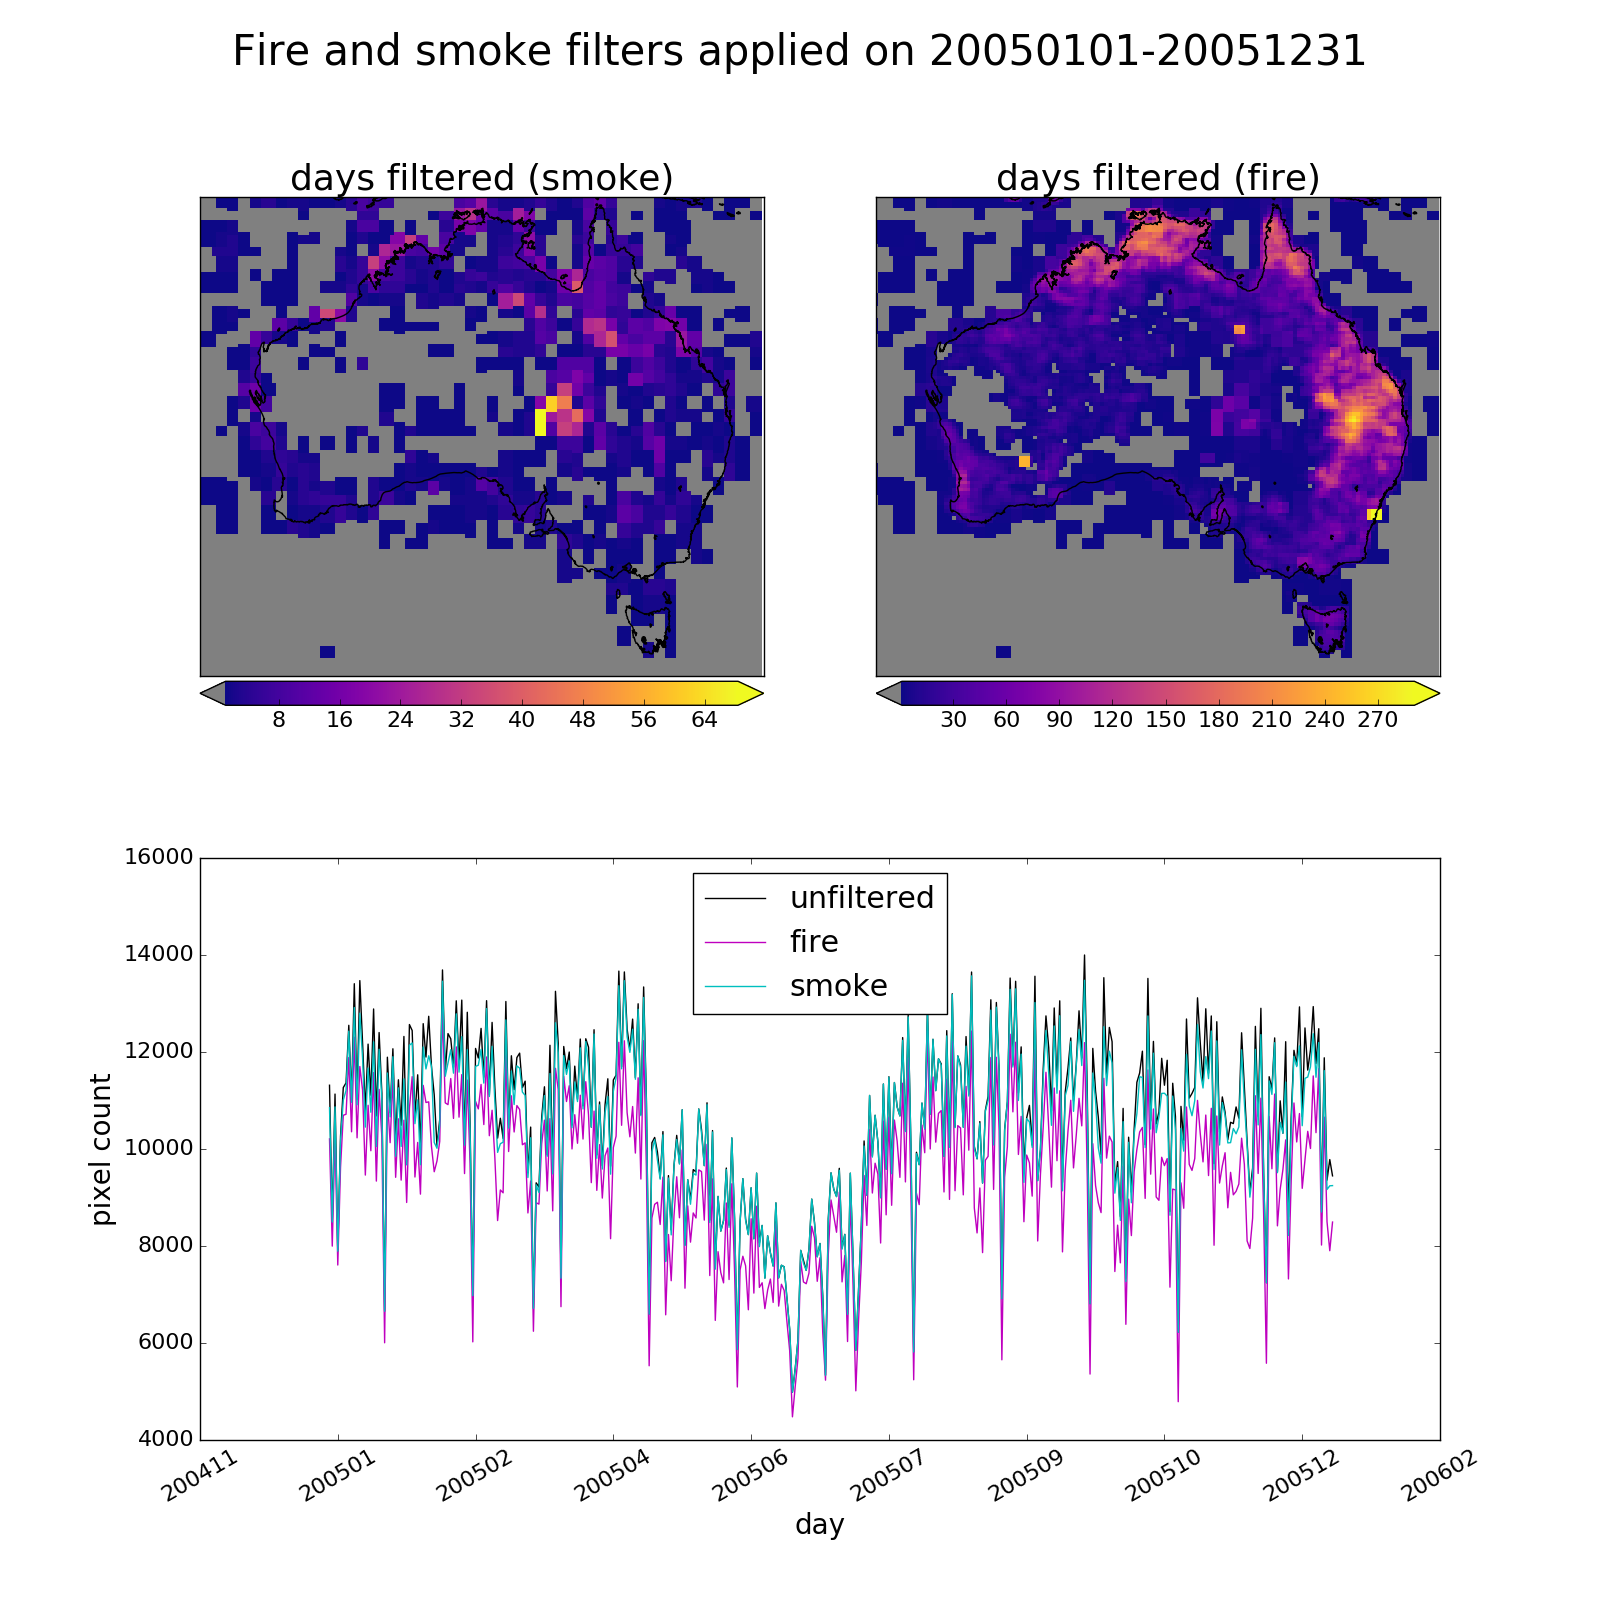 Fire and smoke filters applied on 20050101-20051231
days filtered (smoke)
days filtered (fire)
8 16 24 32 40 48 56 64
30 60 90 120 150 180 210 240 270
16000
14000
12000
10000
8000
6000
4000
pixel count
unfiltered
fire
smoke
200411 200501 200502 200504 200506 200507 200509 200510 200512 200602
day